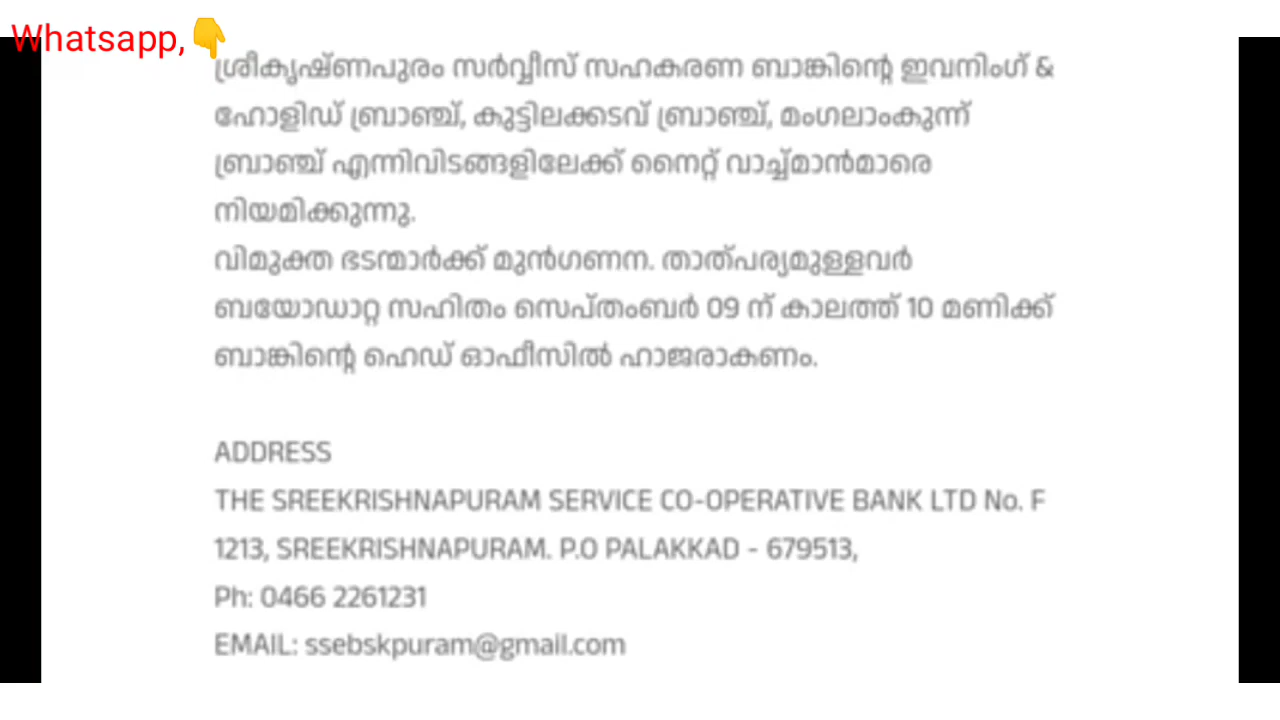 Whatsapp,👇
ശ്രീകൃഷ്ണപുരം സർവ്വീസ് സഹകരണ ബാങ്കിന്റെ ഇവനിംഗ് &
ഹോളിഡ് ബ്രാഞ്ച്, കുട്ടിലക്കടവ് ബ്രാഞ്ച്, മംഗലാംകുന്ന്
ബ്രാഞ്ച് എന്നിവിടങ്ങളിലേക്ക് നൈറ്റ് വാച്ച്മാൻമാരെ
നിയമിക്കുന്നു.
വിമുക്ത ഭടന്മാർക്ക് മുൻഗണന. താത്പര്യമുള്ളവർ
ബയോഡാറ്റ സഹിതം സെപ്തംബർ 09 ന് കാലത്ത് 10 മണിക്ക്
ബാങ്കിന്റെ ഹെഡ് ഓഫീസിൽ ഹാജരാകണം.
ADDRESS
THE SREEKRISHNAPURAM SERVICE CO-OPERATIVE BANK LTD No. F
1213, SREEKRISHNAPURAM. P.O PALAKKAD - 679513,
Ph: 0466 2261231
EMAIL: ssebskpuram@gmail.com